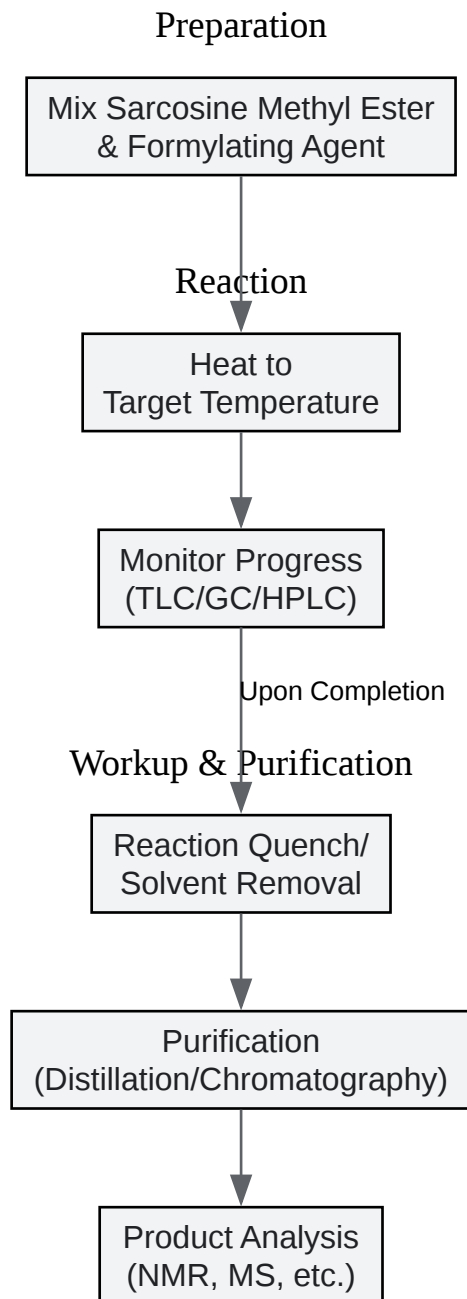 Preparation
Mix Sarcosine Methyl Ester
& Formylating Agent
Reaction
Heat to
Target Temperature
Monitor Progress
(TLC/GC/HPLC)
Upon Completion
Workup & Purification
Reaction Quench/
Solvent Removal
Purification
(Distillation/Chromatography)
Product Analysis
(NMR, MS, etc.)